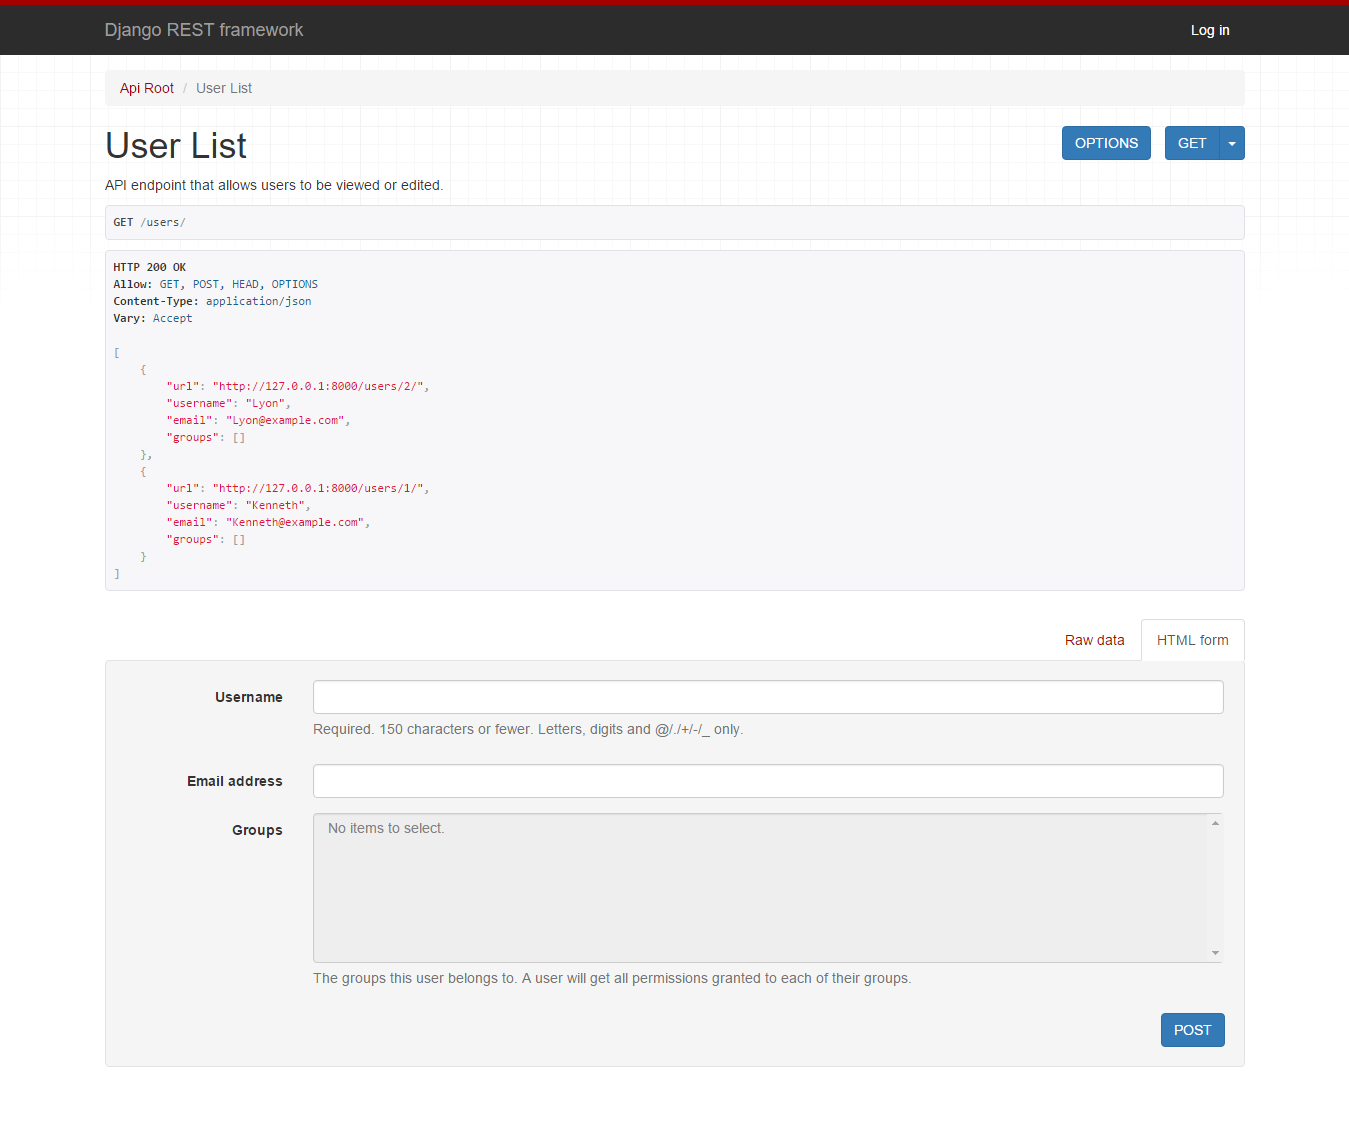 Django REST framework
Log in
Api Root / User List
User List
OPTIONS
GET
API endpoint that allows users to be viewed or edited.
GET /users/
HTTP 200 OK
Allow: GET, POST, HEAD, OPTIONS
Content-Type: application/json
Vary: Accept
[
    {
        "url": "http://127.0.0.1:8000/users/2/",
        "username": "Lyon",
        "email": "Lyon@example.com",
        "groups": []
    },
    {
        "url": "http://127.0.0.1:8000/users/1/",
        "username": "Kenneth",
        "email": "Kenneth@example.com",
        "groups": []
    }
]
Raw data
HTML form
Username
Required. 150 characters or fewer. Letters, digits and @/./+/-/_ only.
Email address
Groups
No items to select.
The groups this user belongs to. A user will get all permissions granted to each of their groups.
POST